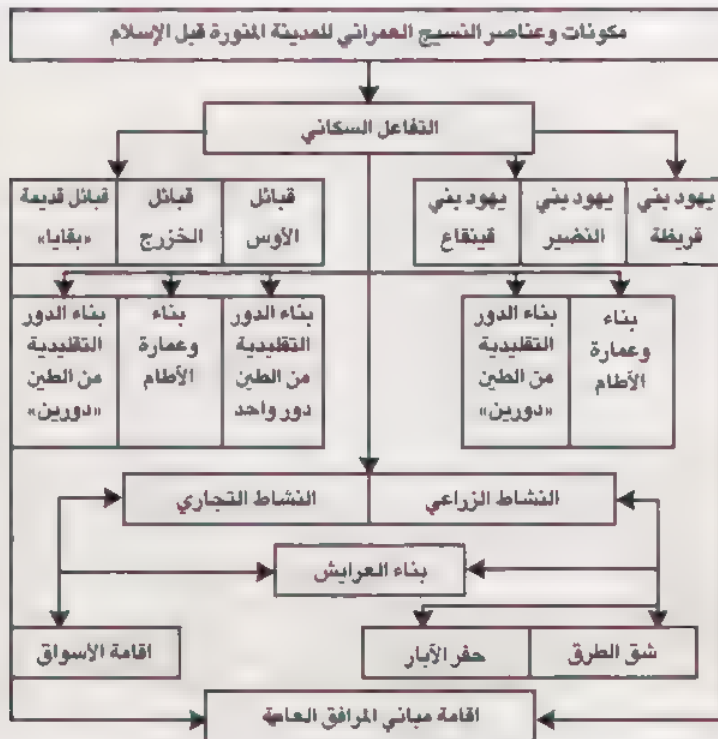 مكونات وعناصر النسيج العمراني للمدينة المنورة قبل الإسلام
التفاعل السكاني
يهود بني
قريظة
يهود بني
النضير
يهود بني
قينقاع
قبائل
الأوس
قبائل
الخزرج
قبائل قديمة
«بقايا»
بناء
وعمارة
الأطام
بناء الدور
التقليدية
من الطين
«دورين»
بناء الدور
التقليدية
من الطين
دور واحد
بناء
وعمارة
الأطام
بناء الدور
التقليدية
من الطين
«دورين»
النشاط الزراعي
النشاط التجاري
بناء العرايش
شق الطرق
حفر الآبار
اقامة الأسواق
اقامة مباني المرافق العامة